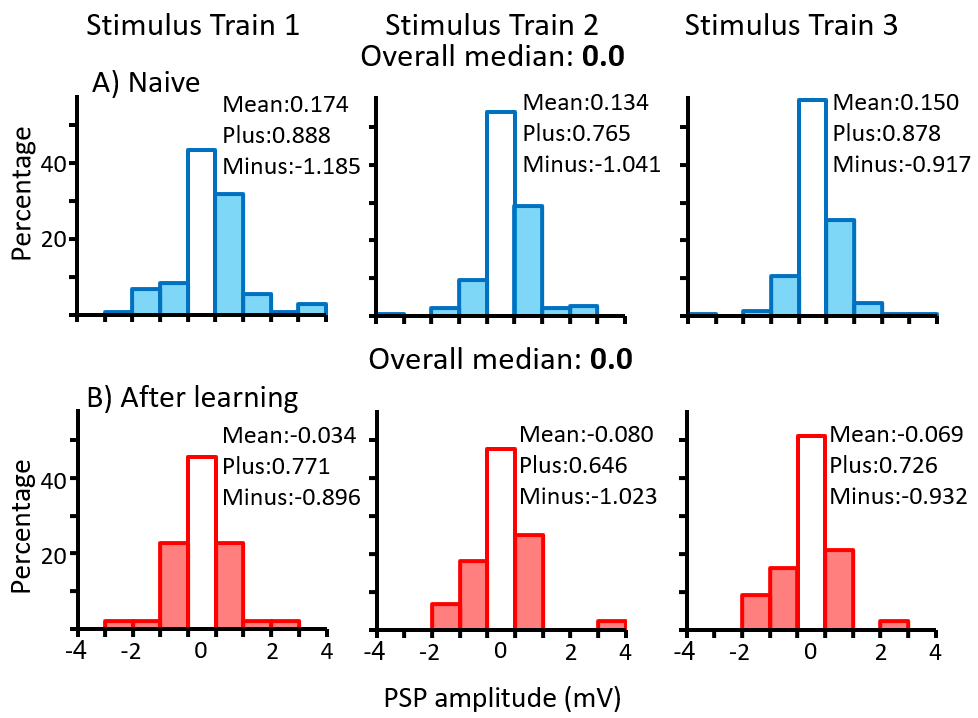 Stimulus Train 1 Stimulus Train 2 Stimulus Train 3
Overall median: 0.0
A) Naive
Mean:0.174
Plus:0.888
Minus:-1.185
Mean:0.134
Plus:0.765
Minus:-1.041
Mean:0.150
Plus:0.878
Minus:-0.917
Percentage
40
20
Overall median: 0.0
B) After learning
Mean:-0.034
Plus:0.771
Minus:-0.896
Mean:-0.080
Plus:0.646
Minus:-1.023
Mean:-0.069
Plus:0.726
Minus:-0.932
Percentage
40
20
-4 -2 0 2 4
-4 -2 0 2 4
-4 -2 0 2 4
PSP amplitude (mV)